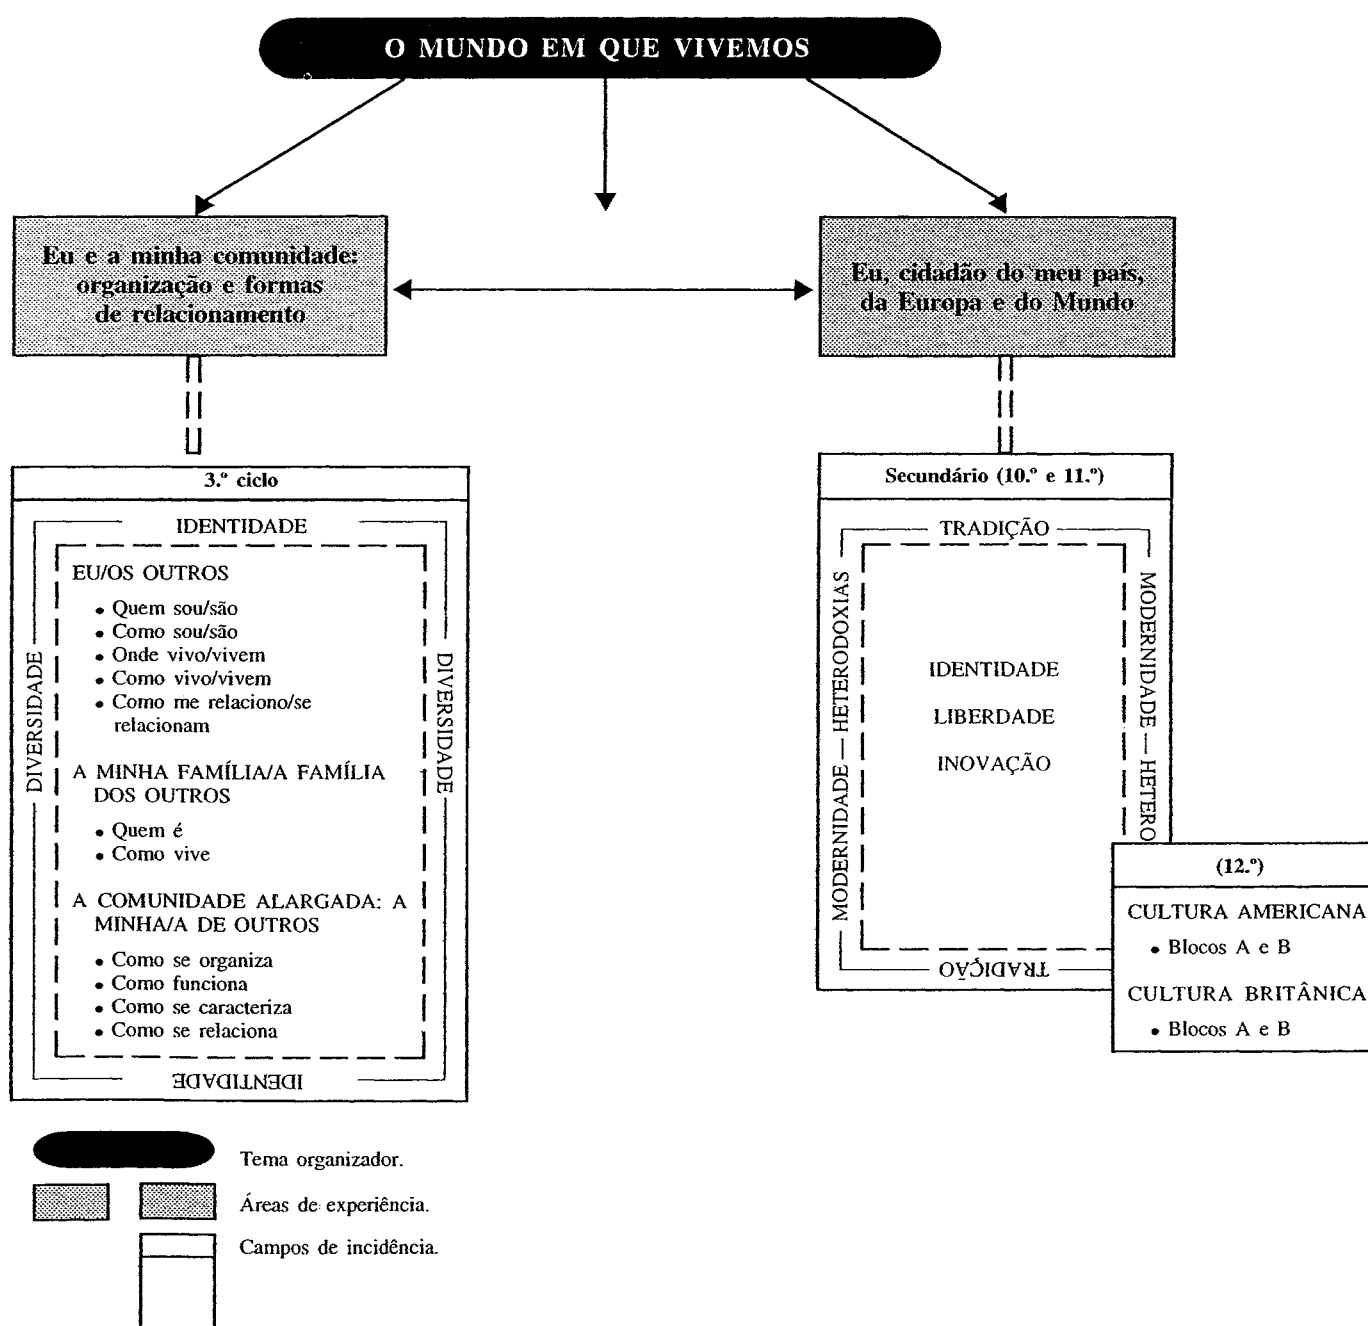 O MUNDO EM QUE VIVEMOS
Eu e a minha comunidade:
organização e formas
de relacionamento
Eu, cidadão do meu país,
da Europa e do Mundo
3.º ciclo
IDENTIDADE
DIVERSIDADE
EU/OS OUTROS
• Quem sou/são
• Como sou/são
• Onde vivo/vivem
• Como vivo/vivem
• Como me relaciono/se
relacionam
A MINHA FAMÍLIA/A FAMÍLIA
DOS OUTROS
• Quem é
• Como vive
A COMUNIDADE ALARGADA: A
MINHA/A DE OUTROS
• Como se organiza
• Como funciona
• Como se caracteriza
• Como se relaciona
DIVERSIDADE
IDENTIDADE
Secundário (10.º e 11.º)
TRADIÇÃO
MODERNIDADE — HETERODOXIAS
IDENTIDADE
LIBERDADE
INOVAÇÃO
MODERNIDADE — HETERO
TRADIÇÃO
(12.º)
CULTURA AMERICANA
• Blocos A e B
CULTURA BRITÂNICA
• Blocos A e B
Tema organizador.
Áreas de experiência.
Campos de incidência.